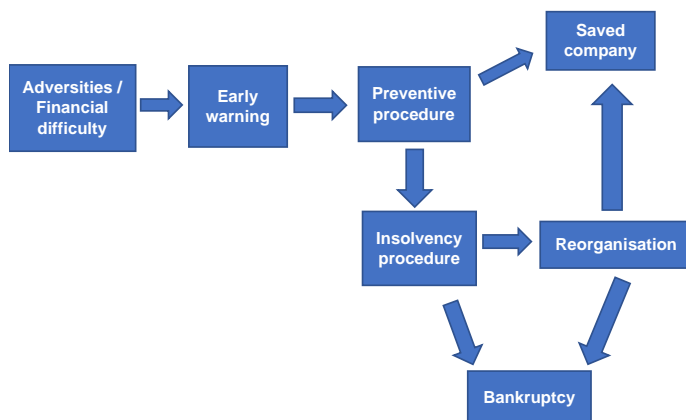 Saved
company
Adversities /
Financial
difficulty
Early
warning
Preventive
procedure
Insolvency
procedure
Reorganisation
Bankruptcy